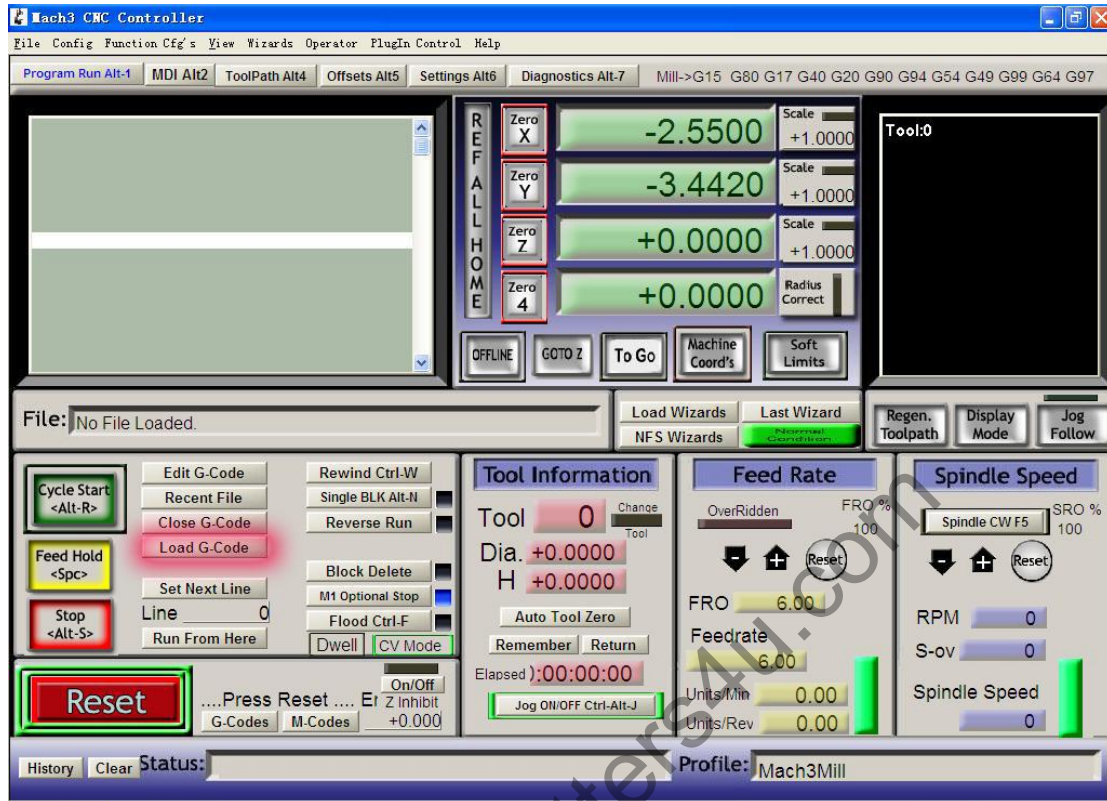 Mach3 CNC Controller
File Config Function Cfg's View Wizards Operator PlugIn Control Help
Program Run Alt-1 MDI Alt2 ToolPath Alt4 Offsets Alt5 Settings Alt6 Diagnostics Alt-7 Mill->G15 G80 G17 G40 G20 G90 G94 G54 G49 G99 G64 G97
REF ALL HOME
Zero X -2.5500 Scale +1.0000
Zero Y -3.4420 Scale +1.0000
Zero Z +0.0000 Scale +1.0000
Zero 4 +0.0000 Radius Correct
OFFLINE GOTO Z To Go Machine Coord's Soft Limits
Tool:0
File: No File Loaded.
Load Wizards Last Wizard
NFS Wizards Normal Condition
Regen. Toolpath Display Mode Jog Follow
Cycle Start <Alt-R>
Feed Hold <Spc>
Stop <Alt-S>
Edit G-Code
Recent File
Close G-Code
Load G-Code
Set Next Line
Line 0
Run From Here
Rewind Ctrl-W
Single BLK Alt-N
Reverse Run
Block Delete
M1 Optional Stop
Flood Ctrl-F
Dwell CV Mode
Reset
....Press Reset .... Er
G-Codes M-Codes
On/Off
Z Inhibit
+0.000
Tool Information
Tool 0 Change Tool
Dia. +0.0000
H +0.0000
Auto Tool Zero
Remember Return
Elapsed ):00:00:00
Jog ON/OFF Ctrl-Alt-J
Feed Rate
OverRidden FRO % 100
Reset
FRO 6.00
Feedrate
6.00
Units/Min 0.00
Units/Rev 0.00
Spindle Speed
Spindle CW F5 SRO % 100
Reset
RPM 0
S-ov 0
Spindle Speed
0
History Clear Status:
Profile: Mach3Mill